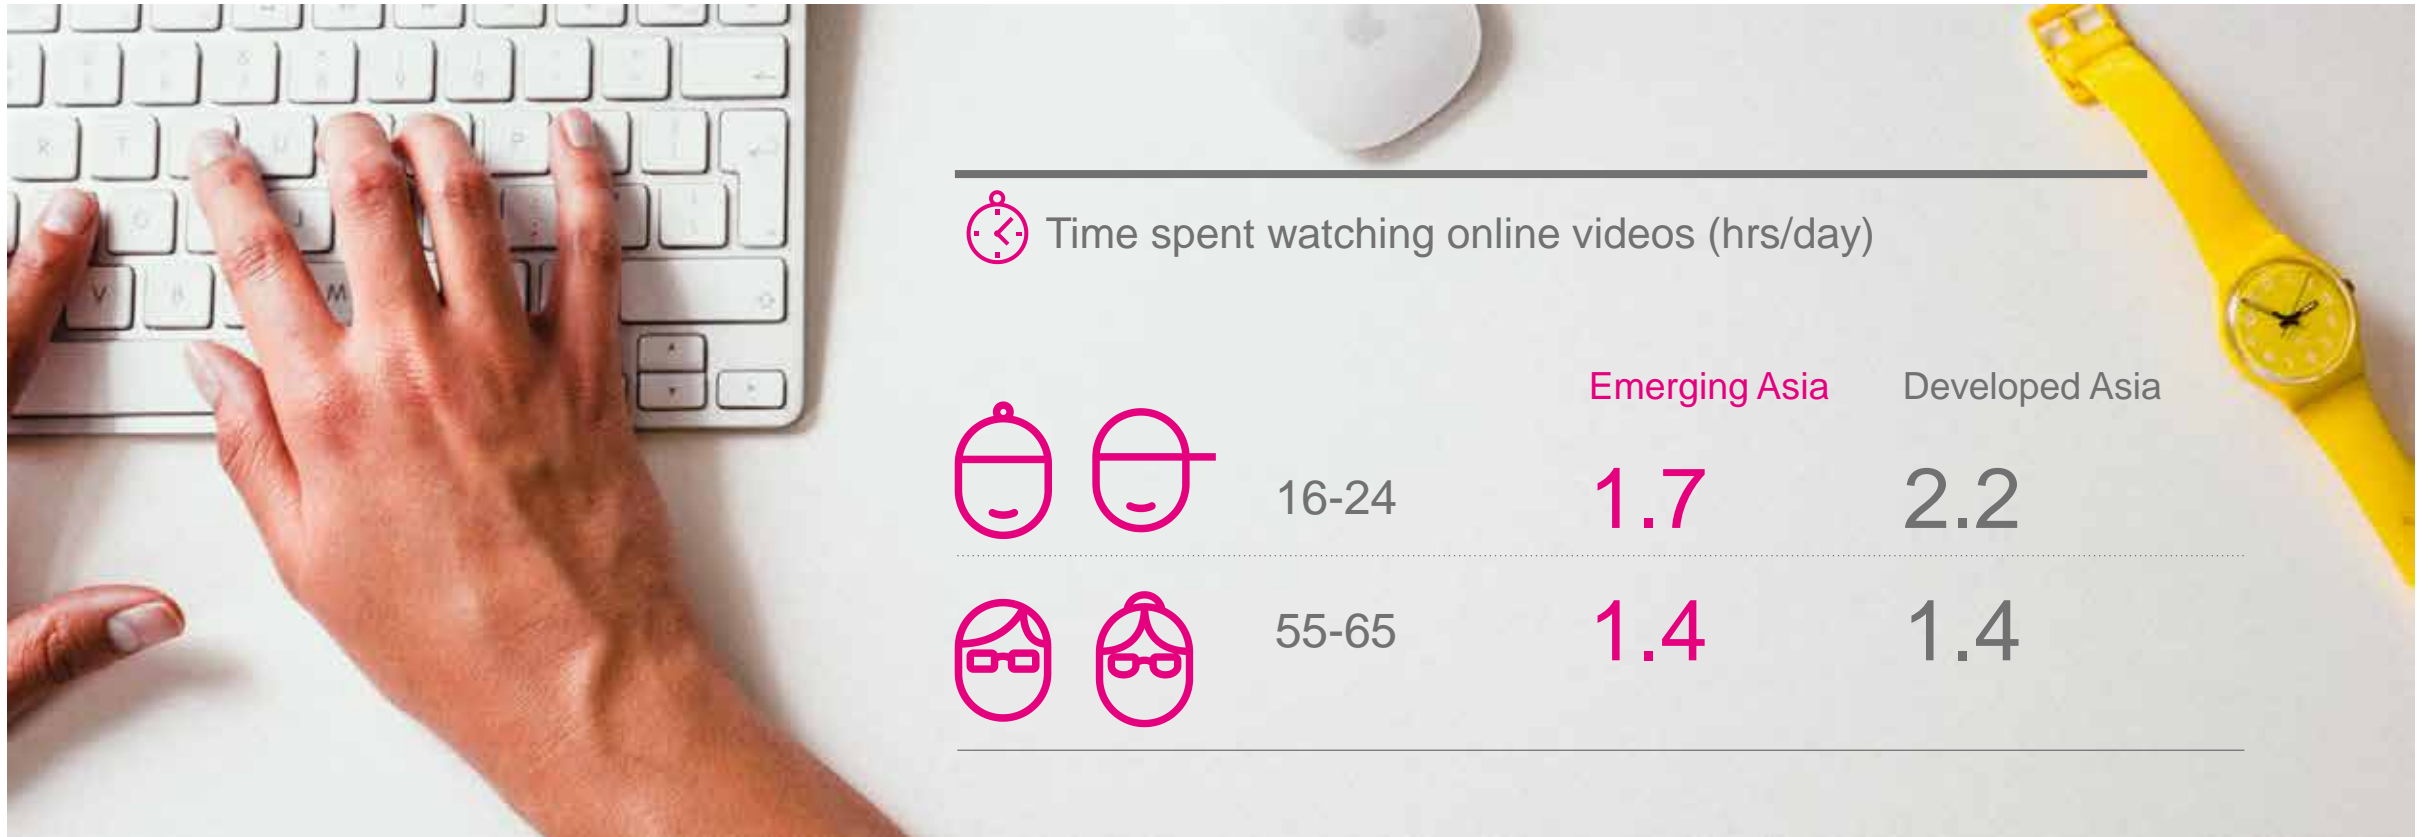 Time spent watching online videos (hrs/day)
Emerging Asia Developed Asia
16-24 1.7 2.2
55-65 1.4 1.4
R T U P
V B M